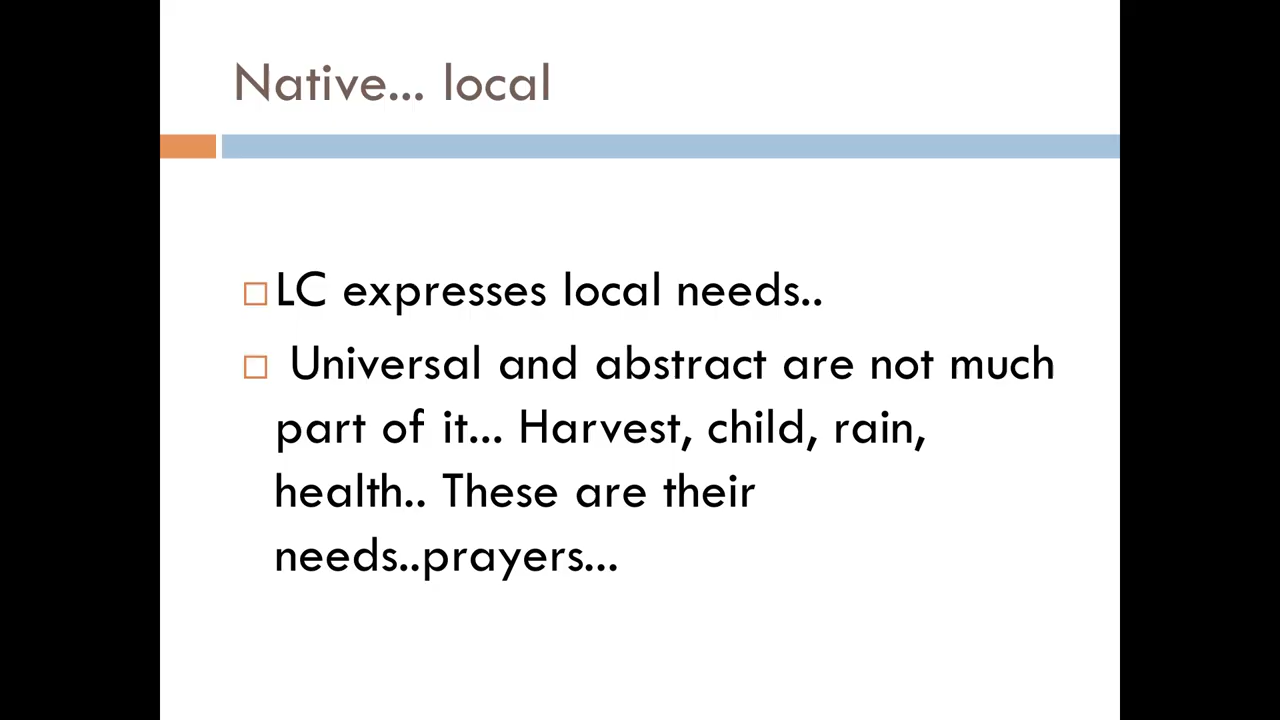 Native... local
LC expresses local needs..
Universal and abstract are not much
part of it... Harvest, child, rain,
health.. These are their
needs..prayers...